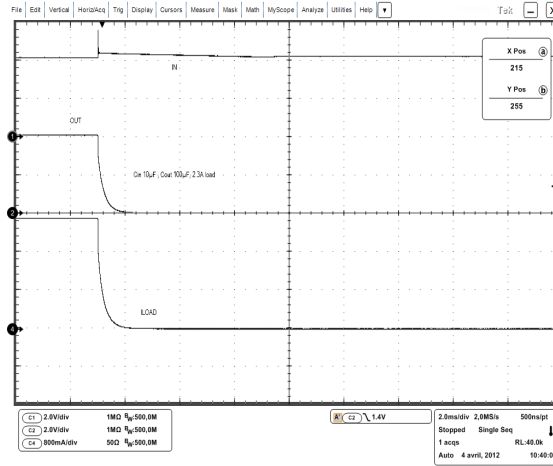 File Edit Vertical Horiz/Acq Trig Display Cursors Measure Mask Math MyScope Analyze Utilities Help
Tek
X Pos a
215
Y Pos b
255
IN
OUT
1
Cin 10µF , Cout 100µF, 2.3A load
2
ILOAD
4
C1 2.0V/div 1MΩ BW:500,0M
C2 2.0V/div 1MΩ BW:500,0M
C4 800mA/div 50Ω BW:500,0M
A' C2 1.4V
2.0ms/div 2,0MS/s 500ns/pt
Stopped Single Seq
1 acqs RL:40.0k
Auto 4 avril, 2012 10:40:0